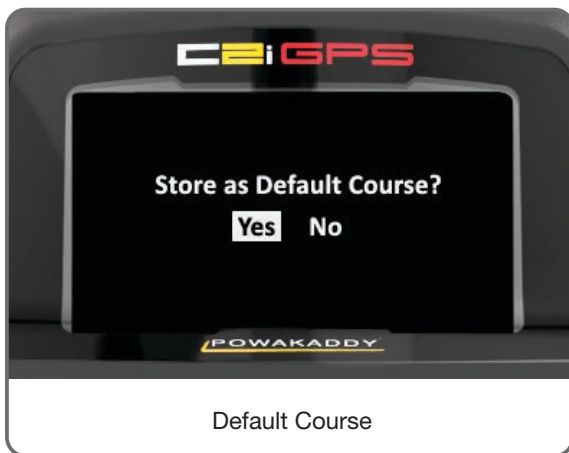 C2i GPS
Store as Default Course?
Yes No
POWAKADDY
Default Course